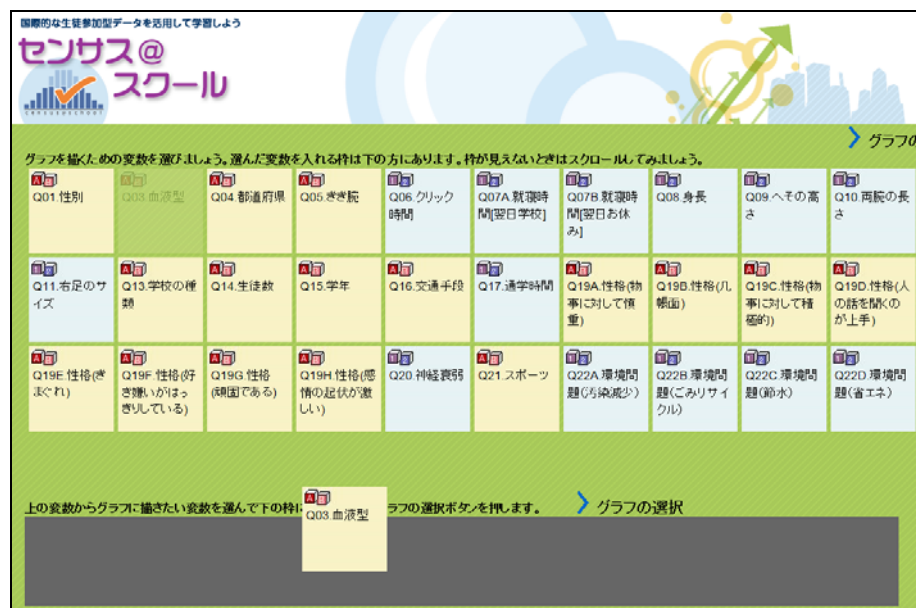 国際的な生徒参加型データを活用して学習しよう
センサス@
スクール
CENSUSATSCHOOL
グラフの
グラフを描くための変数を選びましょう。選んだ変数を入れる枠は下の方にあります。枠が見えないときはスクロールしてみましょう。
Q01.性別
Q03.血液型
Q04.都道府県
Q05.きき腕
Q06.クリック
時間
Q07A.就寝時
間[翌日学校]
Q07B.就寝時
間[翌日お休
み]
Q08.身長
Q09.へその高
さ
Q10.両腕の長
さ
Q11.右足のサ
イズ
Q13.学校の種
類
Q14.生徒数
Q15.学年
Q16.交通手段
Q17.通学時間
Q19A.性格(物
事に対して慎
重)
Q19B.性格(几
帳面)
Q19C.性格(物
事に対して積
極的)
Q19D.性格(人
の話を聞くの
が上手)
Q19E.性格(き
まぐれ)
Q19F.性格(好
き嫌いがはっ
きりしている)
Q19G.性格
(頑固である)
Q19H.性格(感
情の起伏が激
しい)
Q20.神経衰弱
Q21.スポーツ
Q22A.環境問
題(汚染減少)
Q22B.環境問
題(ごみリサイ
クル)
Q22C.環境問
題(節水)
Q22D.環境問
題(省エネ)
上の変数からグラフに描きたい変数を選んで下の枠に
ラフの選択ボタンを押します。
グラフの選択
Q03.血液型